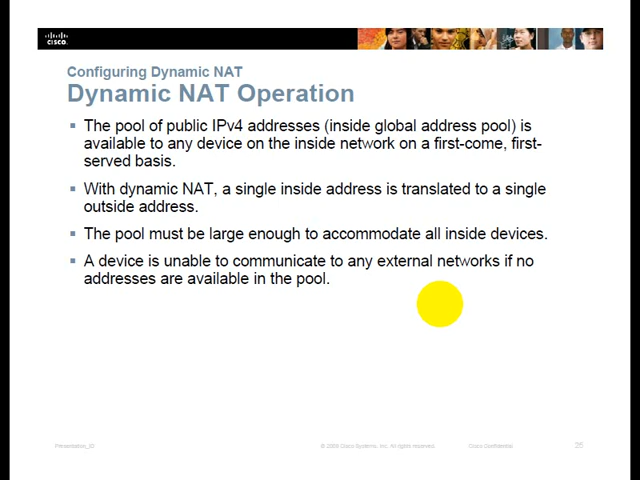 CISCO
Configuring Dynamic NAT
Dynamic NAT Operation
The pool of public IPv4 addresses (inside global address pool) is
available to any device on the inside network on a first-come, first-
served basis.
With dynamic NAT, a single inside address is translated to a single
outside address.
The pool must be large enough to accommodate all inside devices.
A device is unable to communicate to any external networks if no
addresses are available in the pool.
Presentation_ID
© 2008 Cisco Systems, Inc. All rights reserved.
Cisco Confidential
25